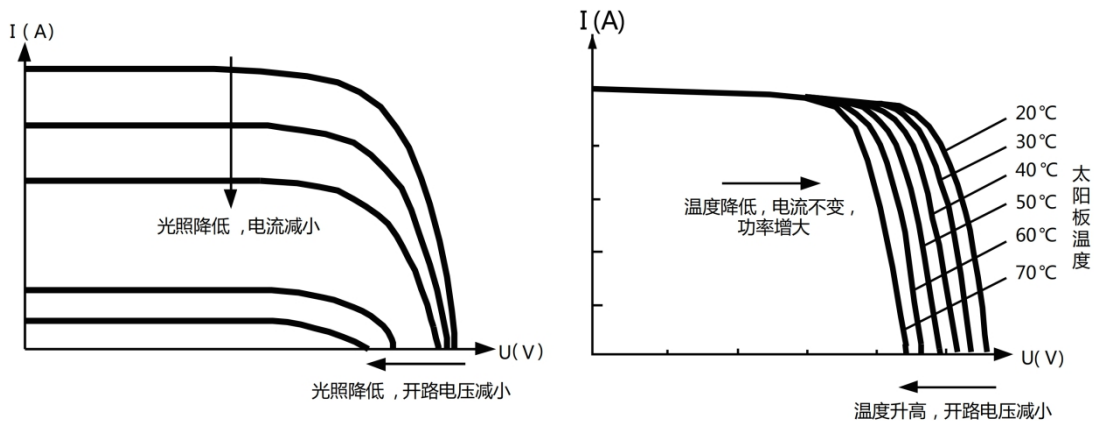 I ( A )
光照降低 , 电流减小
U( V )
光照降低 , 开路电压减小
I (A)
20℃
30℃
40℃
50℃
60℃
70℃
太阳板温度
温度降低 , 电流不变 ,
功率增大
U( V )
温度升高 , 开路电压减小